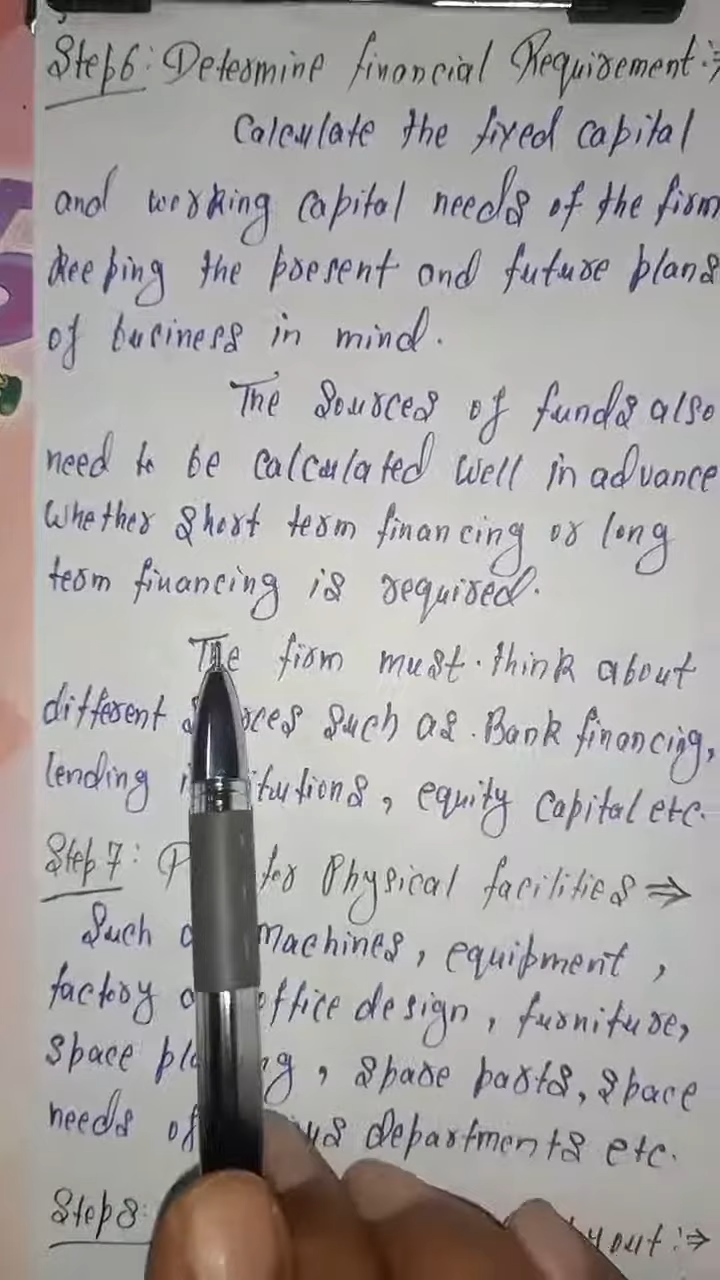 Step6: Determine financial Requirement:⇒
Calculate the fixed capital
and working capital needs of the firm
keeping the present and future plans
of business in mind.
The sources of funds also
need to be calculated well in advance
Whether short term financing or long
term financing is required.
The firm must. think about
different such as. Bank financing,
lending , equity capital etc.
Step 7: for Physical facilities ⇒
Such machines, equipment,
factory office design, furniture,
space , spare parts, space
needs of departments etc.
Step8: